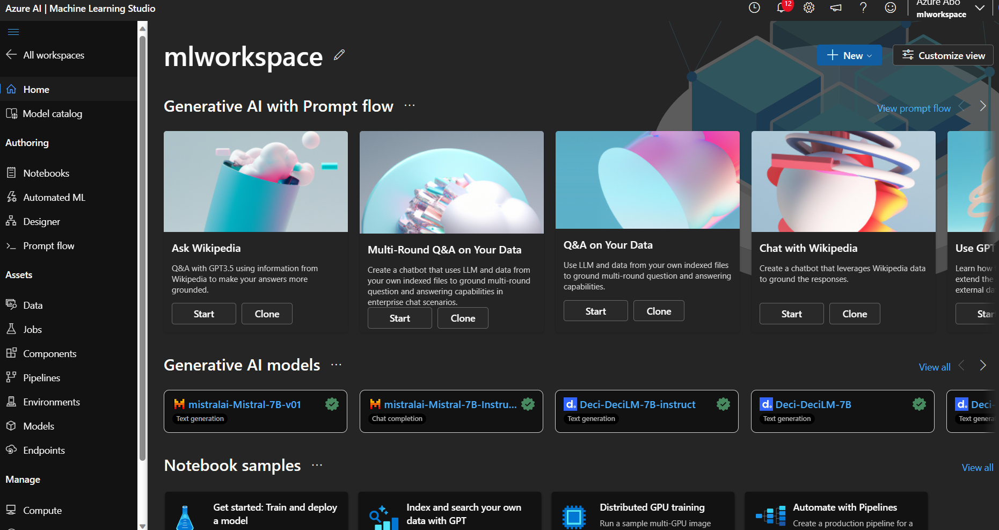 Azure AI | Machine Learning Studio
12
Azure Abo
mlworkspace
All workspaces
Home
Model catalog
Authoring
Notebooks
Automated ML
Designer
Prompt flow
Assets
Data
Jobs
Components
Pipelines
Environments
Models
Endpoints
Manage
Compute
mlworkspace
New
Customize view
Generative AI with Prompt flow ...
View prompt flow
Ask Wikipedia
Q&A with GPT3.5 using information from
Wikipedia to make your answers more
grounded.
Start
Clone
Multi-Round Q&A on Your Data
Create a chatbot that uses LLM and data from
your own indexed files to ground multi-round
question and answering capabilities in
enterprise chat scenarios.
Start
Clone
Q&A on Your Data
Use LLM and data from your own indexed files
to ground multi-round question and answering
capabilities.
Start
Clone
Chat with Wikipedia
Create a chatbot that leverages Wikipedia data
to ground the responses.
Start
Clone
Use GPT
Learn how
extend the
external da
Star
Generative AI models ...
View all
mistralai-Mistral-7B-v01
Text generation
mistralai-Mistral-7B-Instru...
Chat completion
d. Deci-DeciLM-7B-instruct
Text generation
d. Deci-DeciLM-7B
Text generation
d. Deci-
Text genera
Notebook samples ...
View all
Get started: Train and deploy
a model
Index and search your own
data with GPT
Distributed GPU training
Run a sample multi-GPU image
Automate with Pipelines
Create a production pipeline for a